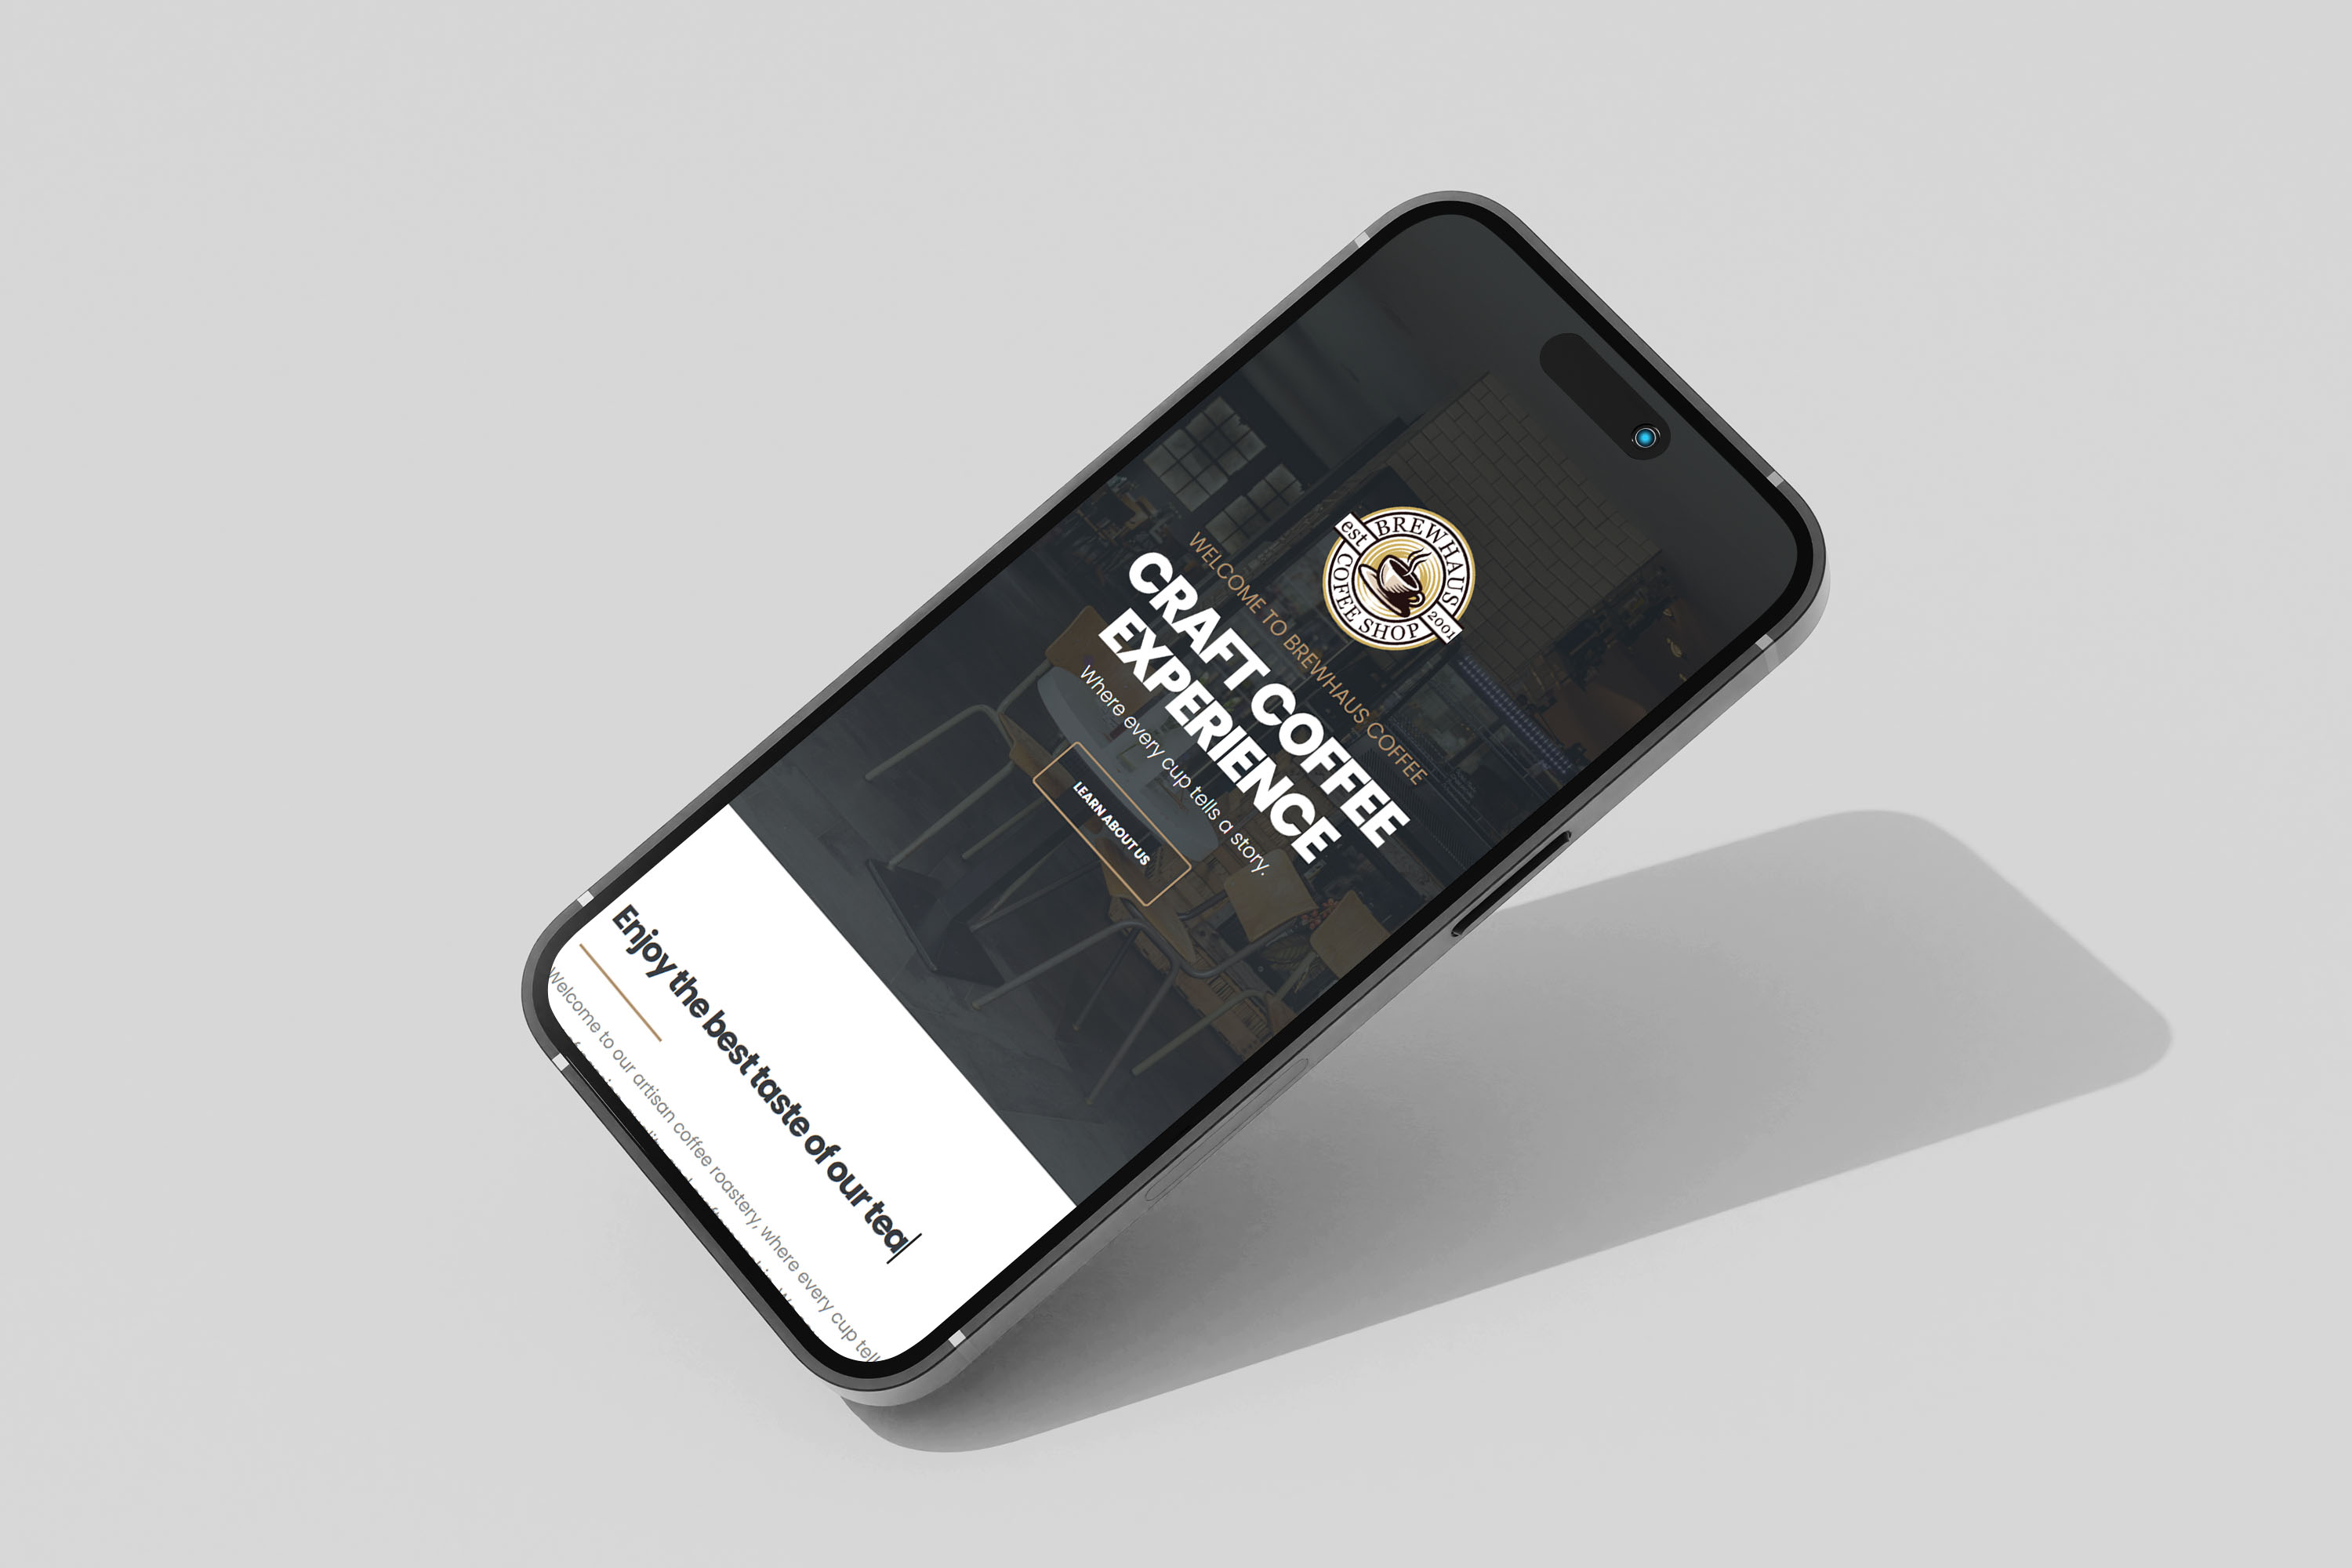 BREWHAUS
est
2001
COFFEE SHOP
WELCOME TO BREWHAUS COFFEE
CRAFT COFFEE
EXPERIENCE
Where every cup tells a story.
LEARN ABOUT US
Enjoy the best taste of our tea
Welcome to our artisan coffee roastery, where every cup tell